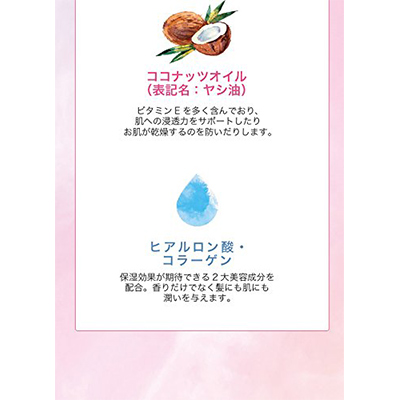 ココナッツオイル
（表記名：ヤシ油）
ビタミンEを多く含んでおり、
肌への浸透力をサポートしたり
お肌が乾燥するのを防いだりします。
ヒアルロン酸・
コラーゲン
保湿効果が期待できる2大美容成分を
配合。香りだけでなく髪にも肌にも
潤いを与えます。